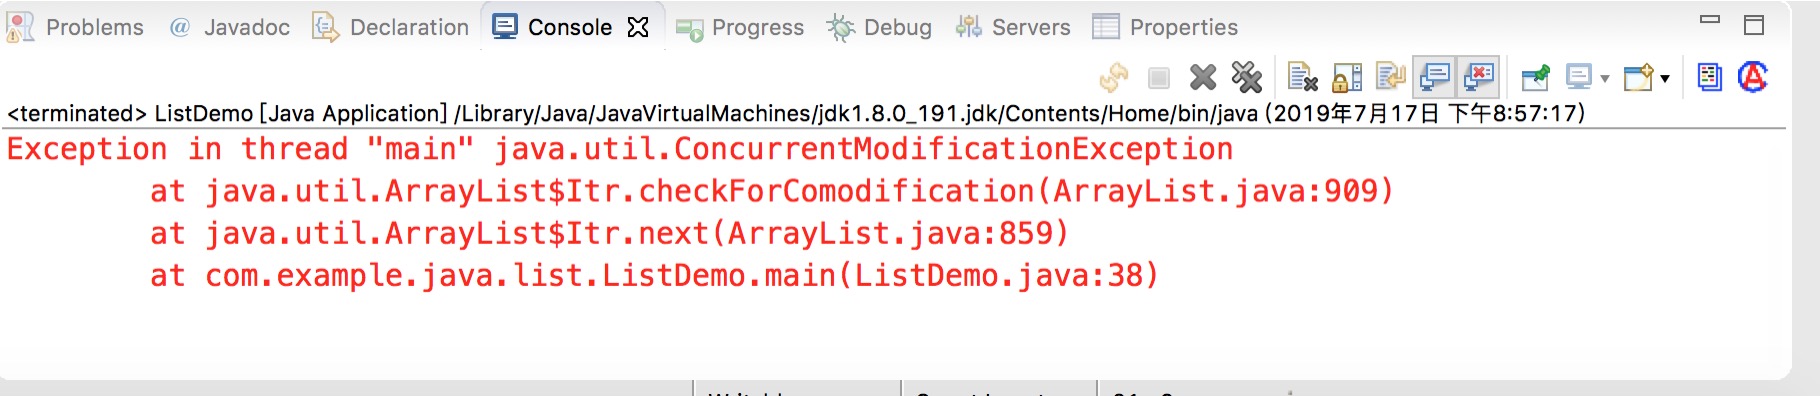 Problems @ Javadoc Declaration Console Progress Debug Servers Properties
<terminated> ListDemo [Java Application] /Library/Java/JavaVirtualMachines/jdk1.8.0_191.jdk/Contents/Home/bin/java (2019年7月17日 下午8:57:17)
Exception in thread "main" java.util.ConcurrentModificationException
at java.util.ArrayList$Itr.checkForComodification(ArrayList.java:909)
at java.util.ArrayList$Itr.next(ArrayList.java:859)
at com.example.java.list.ListDemo.main(ListDemo.java:38)